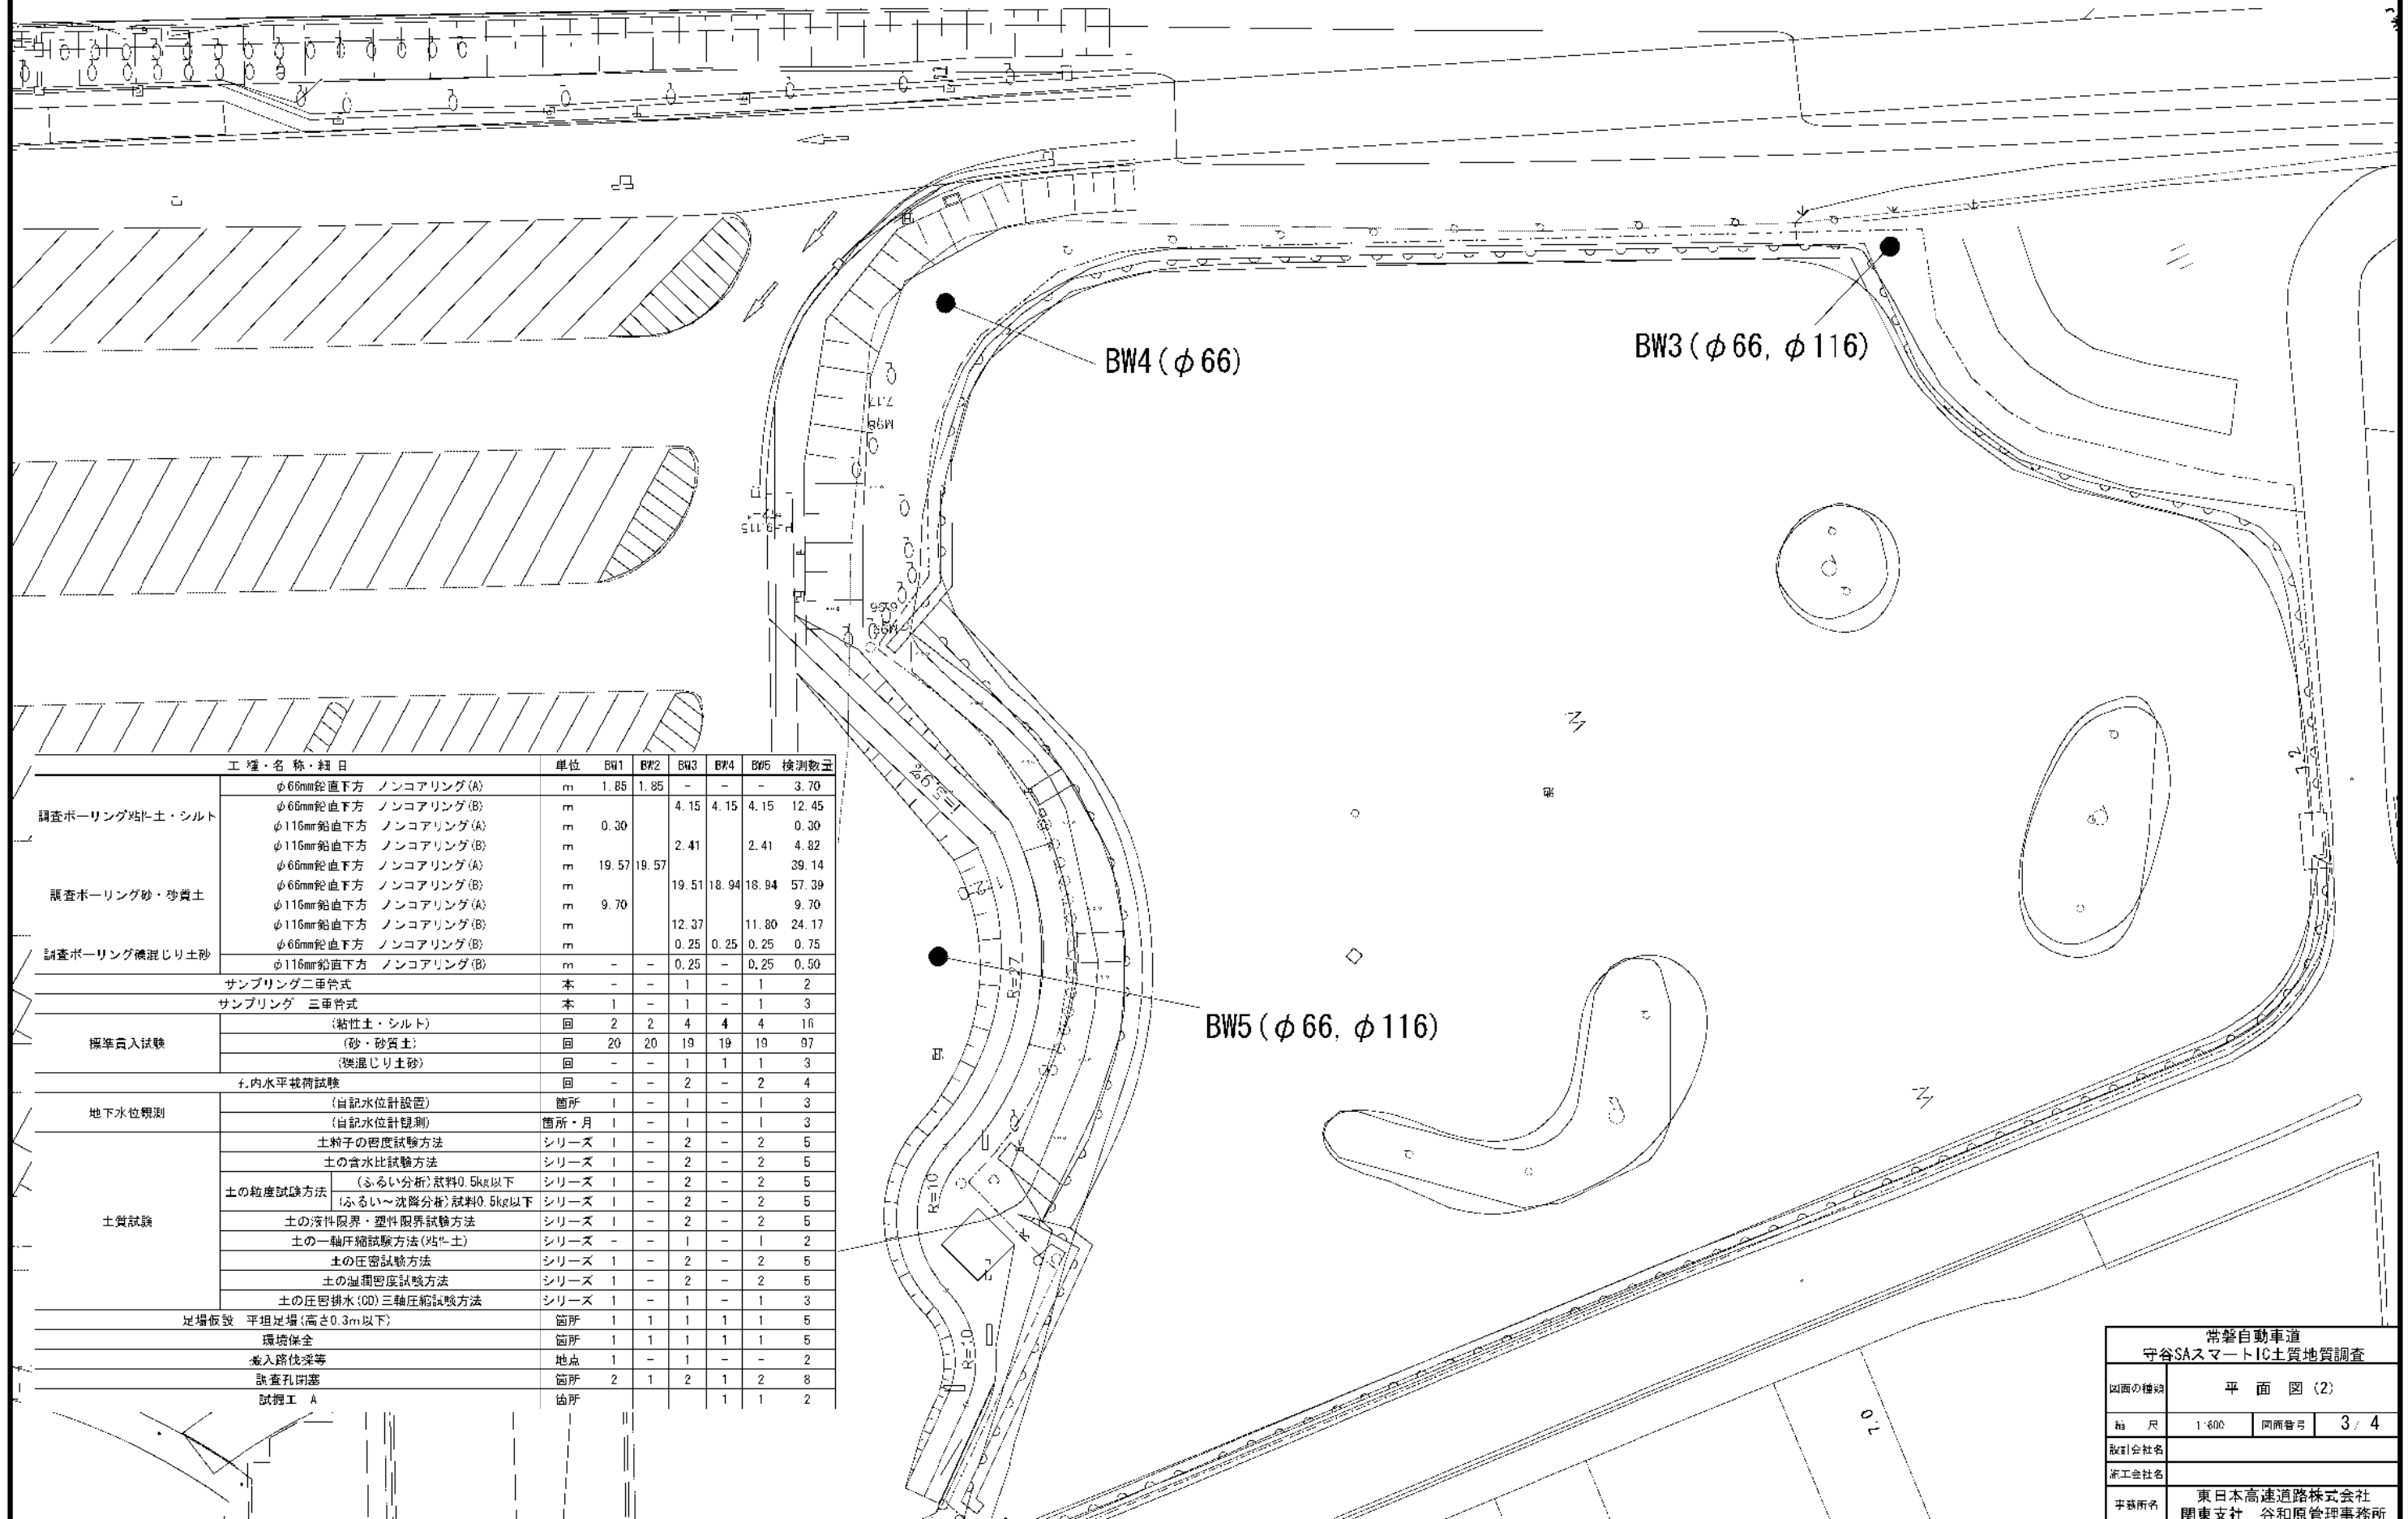 BW4(φ66)
BW3(φ66, φ116)
BW5(φ66, φ116)
L=5.92
R=27
R=10
R=10
工種・名 称・細 目 単位 BW1 BW2 BW3 BW4 BW5 検測数量
調査ボーリング粘性土・シルト
φ66mm鉛直下方 ノンコアリング(A) m 1.85 1.85 - - - 3.70
φ66mm鉛直下方 ノンコアリング(B) m 4.15 4.15 4.15 12.45
φ116mm鉛直下方 ノンコアリング(A) m 0.30 0.30
φ116mm鉛直下方 ノンコアリング(B) m 2.41 2.41 4.82
調査ボーリング砂・砂質土
φ66mm鉛直下方 ノンコアリング(A) m 19.57 19.57 39.14
φ66mm鉛直下方 ノンコアリング(B) m 19.51 18.94 18.94 57.39
φ116mm鉛直下方 ノンコアリング(A) m 9.70 9.70
φ116mm鉛直下方 ノンコアリング(B) m 12.37 11.80 24.17
調査ボーリング礫混じり土砂
φ66mm鉛直下方 ノンコアリング(B) m 0.25 0.25 0.25 0.75
φ116mm鉛直下方 ノンコアリング(B) m - - 0.25 - 0.25 0.50
サンプリング二重管式 本 - - 1 - 1 2
サンプリング 三重管式 本 1 - 1 - 1 3
標準貫入試験
(粘性土・シルト) 回 2 2 4 4 4 16
(砂・砂質土) 回 20 20 19 19 19 97
(礫混じり土砂) 回 - - 1 1 1 3
孔内水平載荷試験 回 - - 2 - 2 4
地下水位観測
(自記水位計設置)箇所 1 - 1 - 1 3
(自記水位計観測) 箇所・月 1 - 1 - 1 3
土質試験
土粒子の密度試験方法 シリーズ 1 - 2 - 2 5
土の含水比試験方法 シリーズ 1 - 2 - 2 5
土の粒度試験方法
(ふるい分析)試料0.5kg以下 シリーズ 1 - 2 - 2 5
(ふるい～沈降分析)試料0.5kg以下 シリーズ 1 - 2 - 2 5
土の液性限界・塑性限界試験方法 シリーズ 1 - 2 - 2 5
土の一軸圧縮試験方法(粘性土) シリーズ - - 1 - 1 2
土の圧密試験方法 シリーズ 1 - 2 - 2 5
土の湿潤密度試験方法 シリーズ 1 - 2 - 2 5
土の圧密排水(CD)三軸圧縮試験方法 シリーズ 1 - 1 - 1 3
足場仮設 平坦足場(高さ0.3m以下) 箇所 1 1 1 1 1 5
環境保全 箇所 1 1 1 1 1 5
搬入路伐採等 地点 1 - 1 - - 2
調査孔閉塞 箇所 2 1 2 1 2 8
試掘工 A 箇所 1 1 2
常磐自動車道
守谷SAスマートIC土質地質調査
図面の種類 平 面 図 (2)
縮 尺 1:600 図面番号 3/4
設計会社名
施工会社名
事務所名 東日本高速道路株式会社
関東支社 谷和原管理事務所